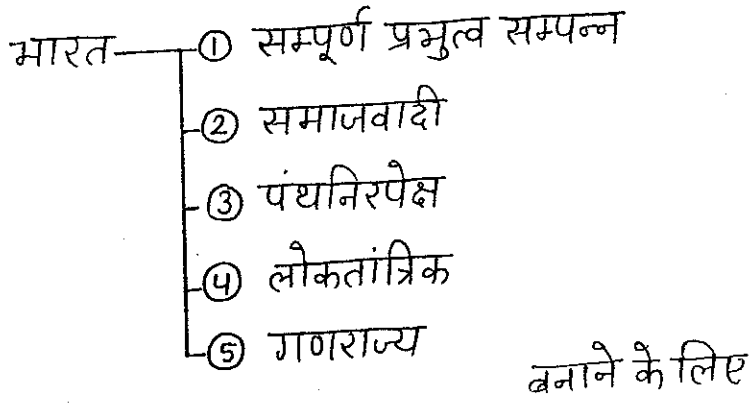 भारत ① सम्पूर्ण प्रभुत्व सम्पन्न
② समाजवादी
③ पंथनिरपेक्ष
④ लोकतांत्रिक
⑤ गणराज्य
बनाने के लिए